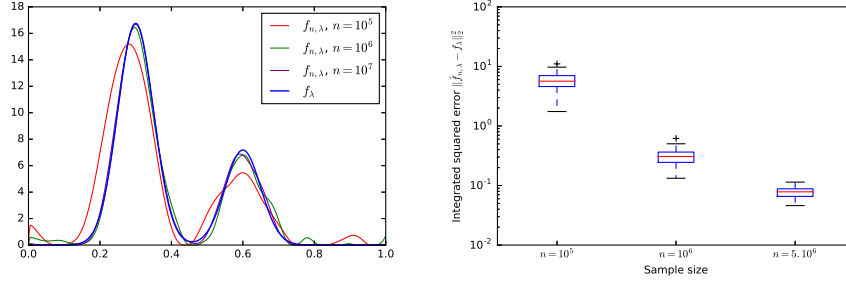 18
16
14
12
10
8
6
4
2
0
0.0 0.2 0.4 0.6 0.8 1.0
f_{n,λ}, n = 10^5
f_{n,λ}, n = 10^6
f_{n,λ}, n = 10^7
f_λ
Integrated squared error ‖f̂_{n,λ} − f_λ‖_2^2
10^2
10^1
10^0
10^{-1}
10^{-2}
n = 10^5 n = 10^6 n = 5.10^6
Sample size